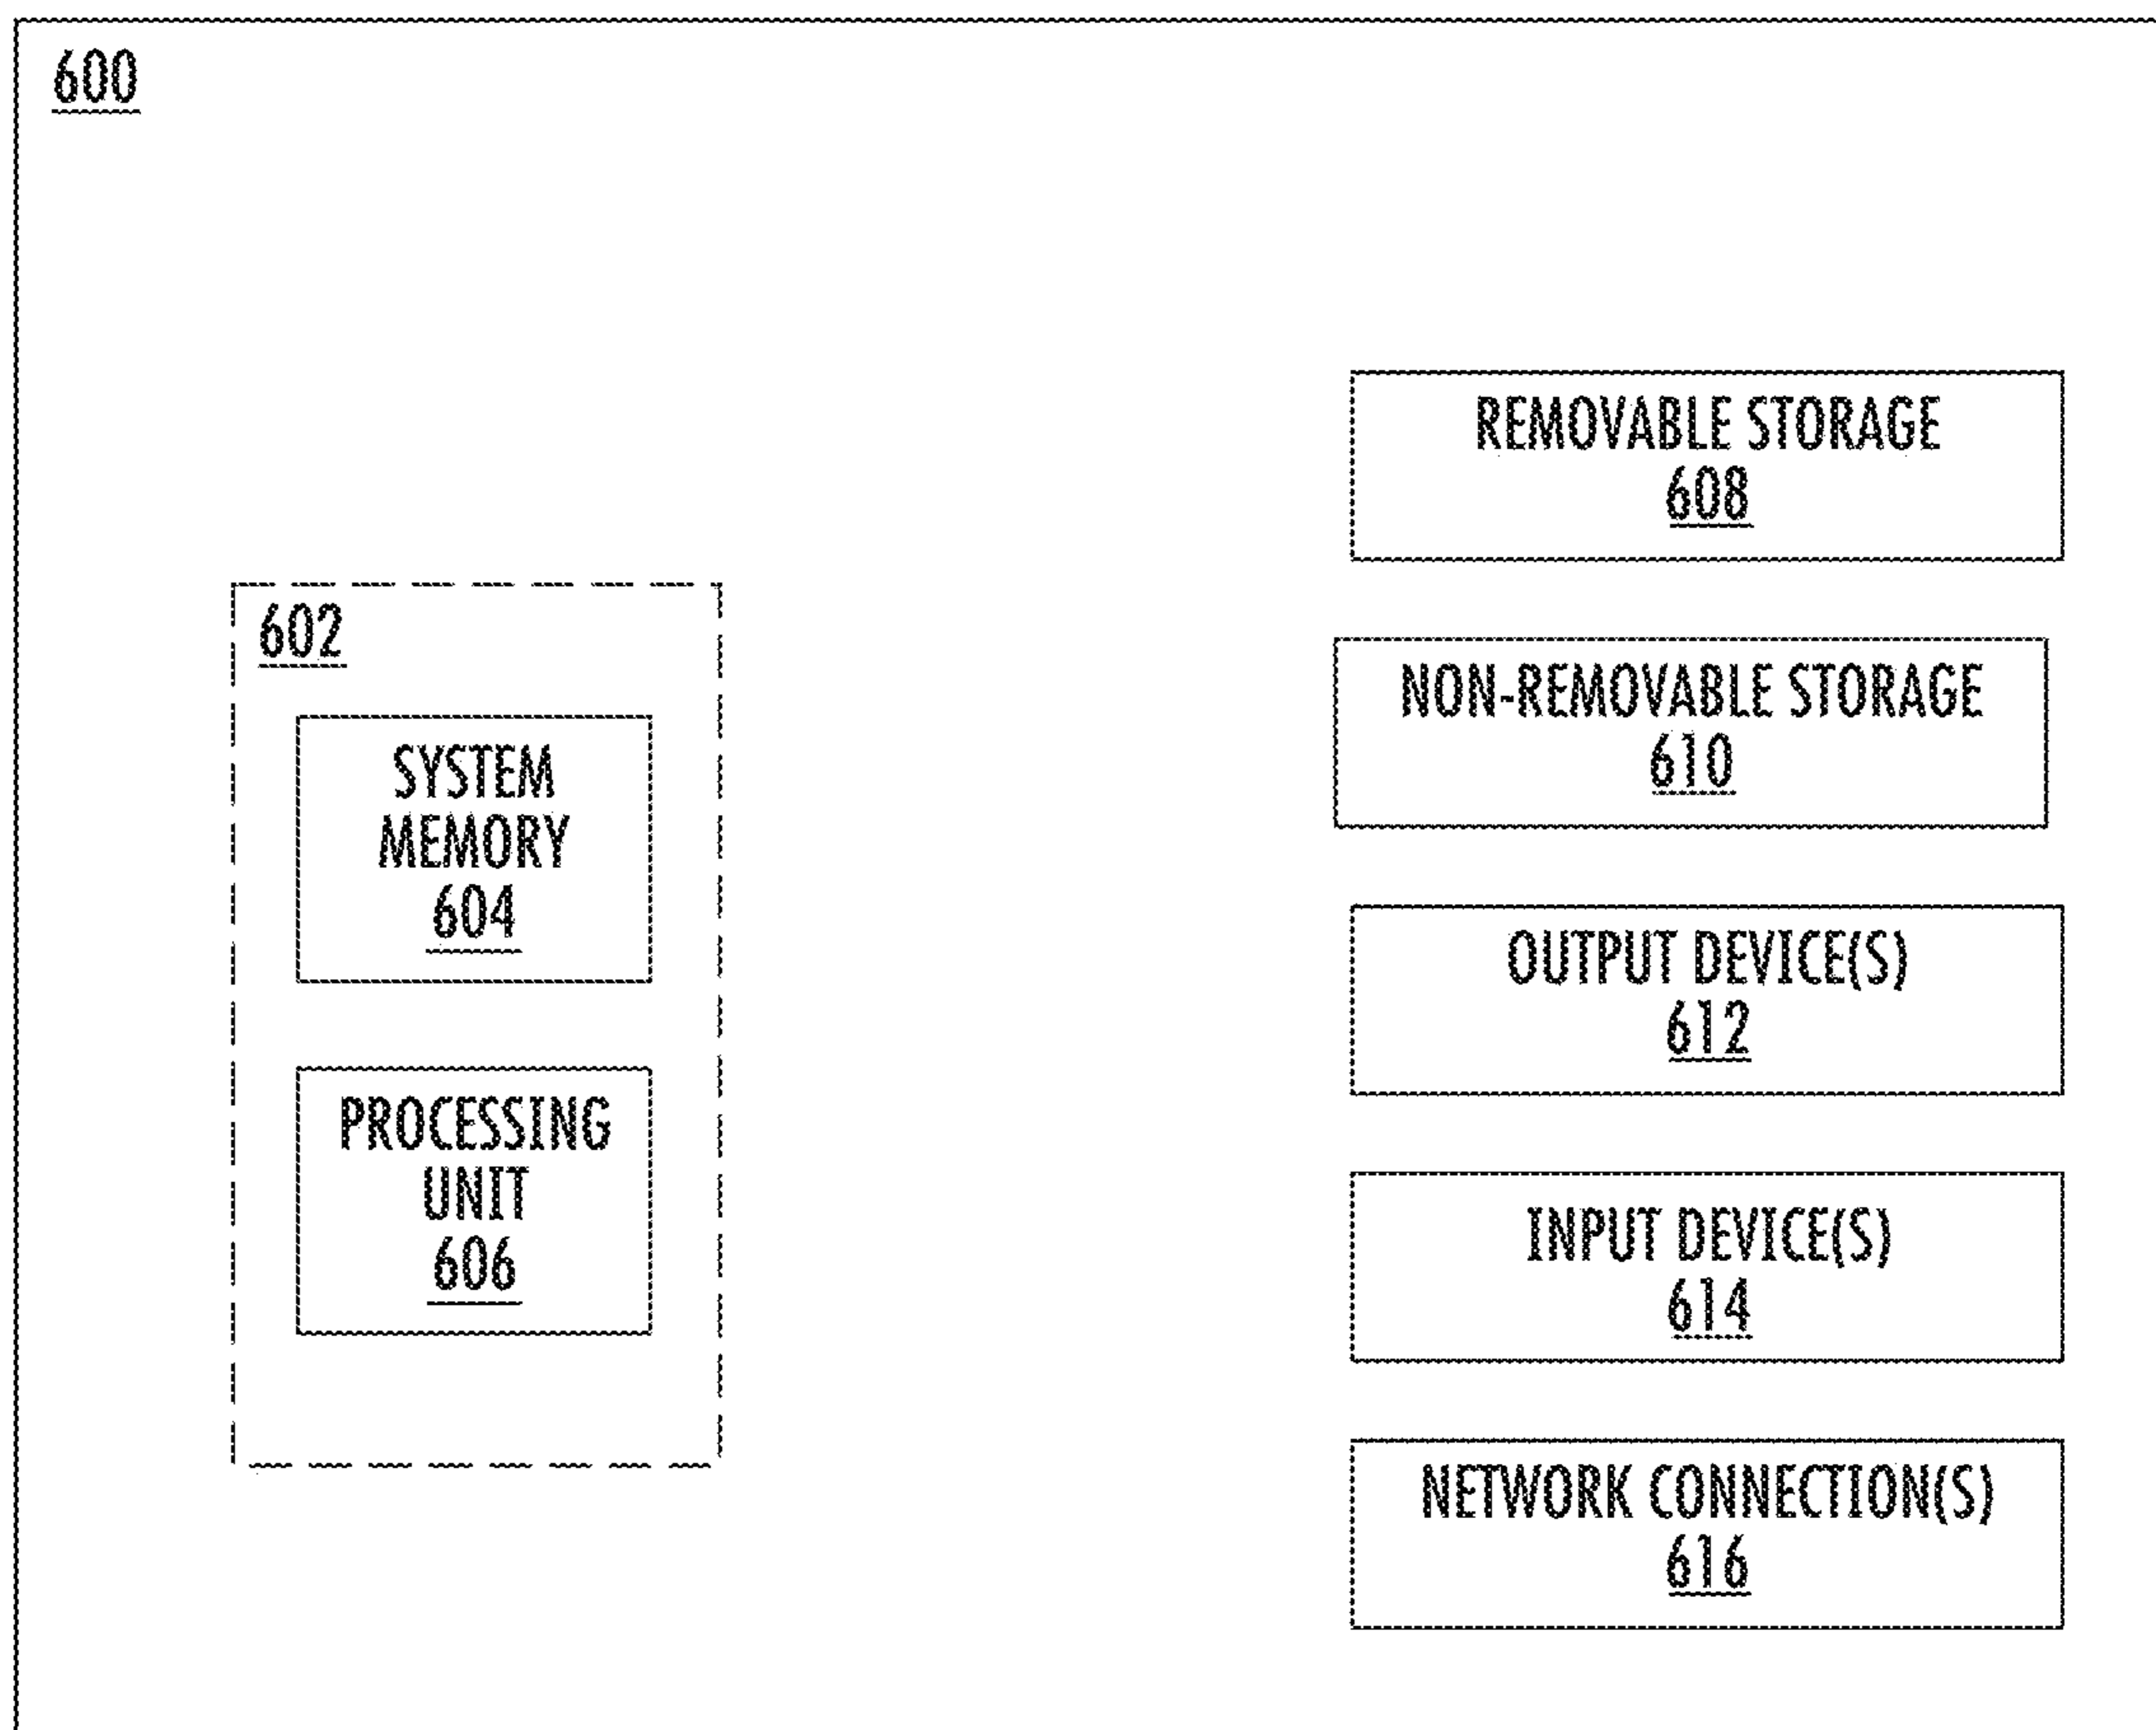 600
602
SYSTEM
MEMORY
604
PROCESSING
UNIT
606
REMOVABLE STORAGE
608
NON-REMOVABLE STORAGE
610
OUTPUT DEVICE(S)
612
INPUT DEVICE(S)
614
NETWORK CONNECTION(S)
616